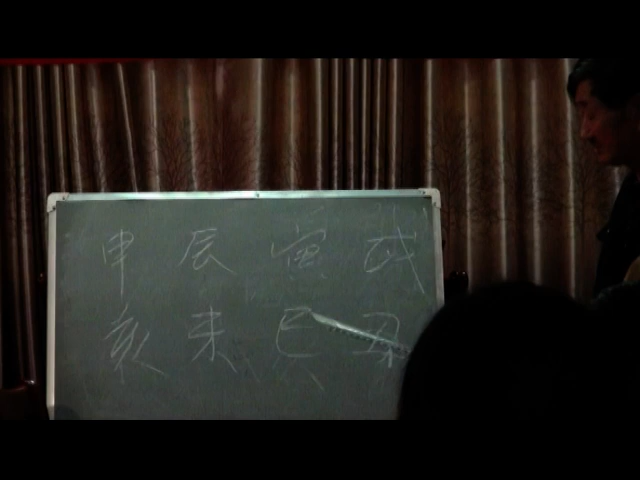 申 辰 寅 戌
亥 未 巳 丑